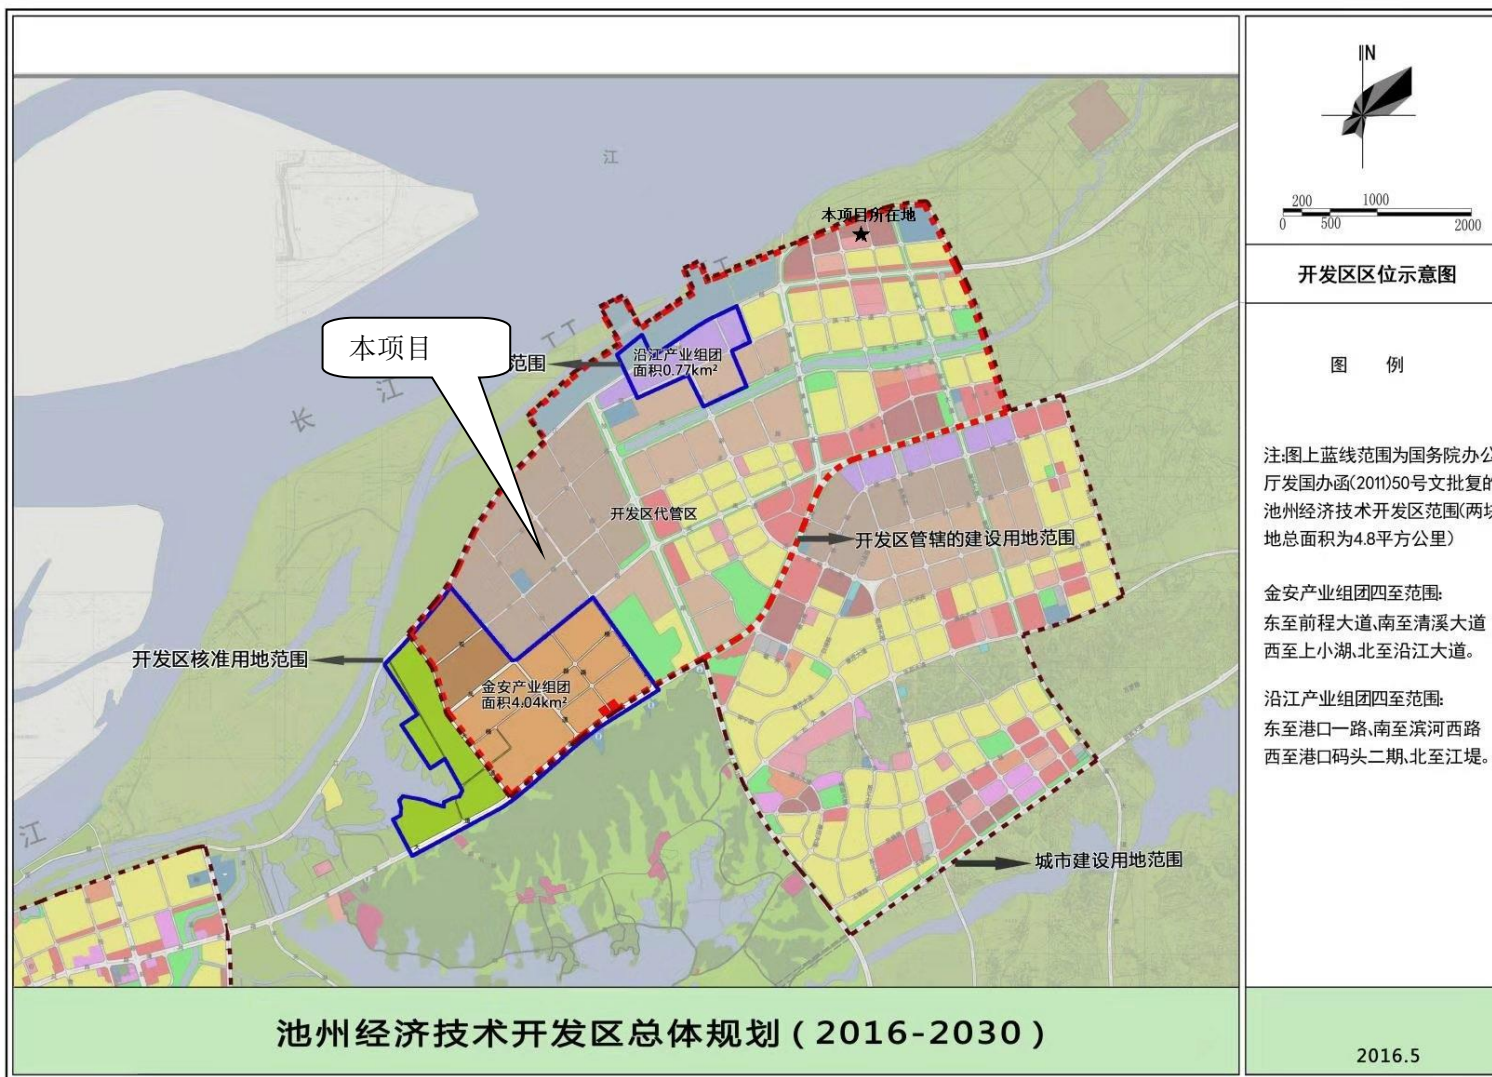 江
本项目所在地
本项目
范围
沿江产业组团
面积0.77km²
长
江
开发区代管区
开发区管辖的建设用地范围
开发区核准用地范围
金安产业组团
面积4.04km²
江
城市建设用地范围
池州经济技术开发区总体规划(2016-2030)
N
200 1000
0 500 2000
开发区区位示意图
图 例
注:图上蓝线范围为国务院办公
厅发国办函(2011)50号文批复的
池州经济技术开发区范围(两块
地总面积为4.8平方公里)
金安产业组团四至范围:
东至前程大道、南至清溪大道
西至上小湖、北至沿江大道。
沿江产业组团四至范围:
东至港口一路、南至滨河西路
西至港口码头二期、北至江堤。
2016.5